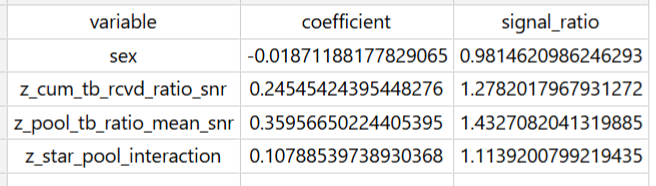 variable coefficient signal_ratio
sex -0.01871188177829065 0.9814620986246293
z_cum_tb_rcvd_ratio_snr 0.24545424395448276 1.2782017967931272
z_pool_tb_ratio_mean_snr 0.35956650224405395 1.4327082041319885
z_star_pool_interaction 0.10788539738930368 1.1139200799219435